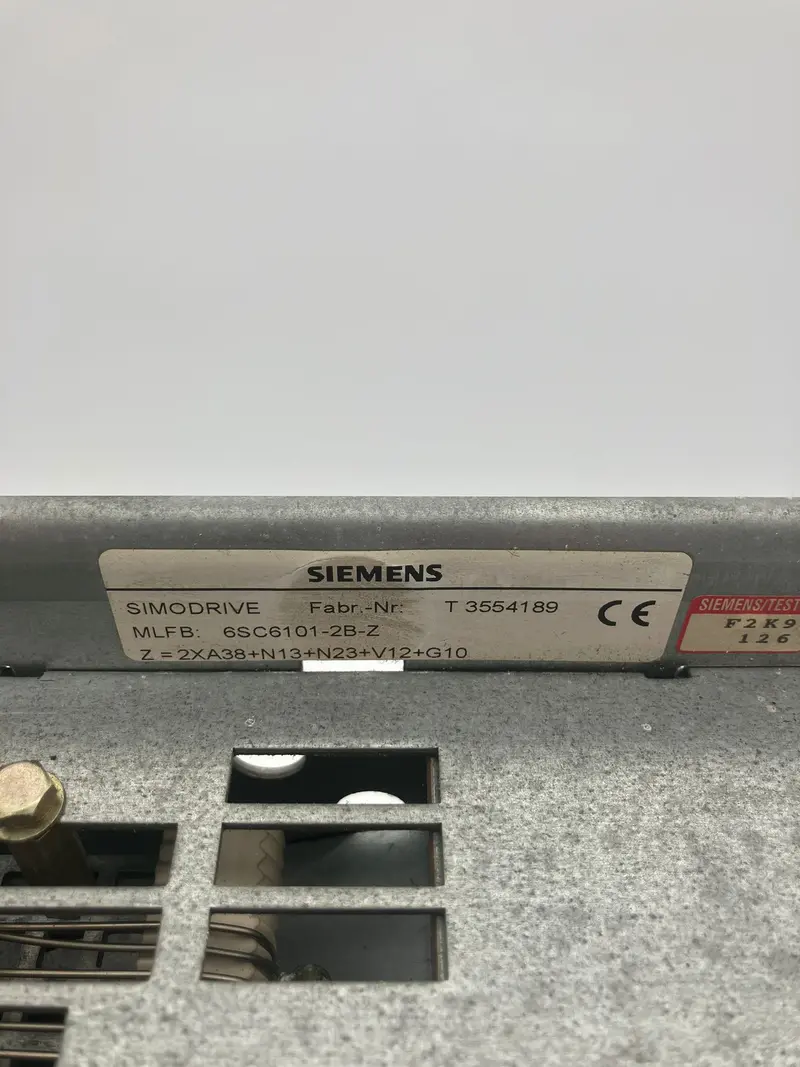 SIEMENS
SIMODRIVE Fabr.-Nr: T 3554189 CE
MLFB: 6SC6101-2B-Z
Z = 2XA38+N13+N23+V12+G10
SIEMENS/TEST
F2K9
126